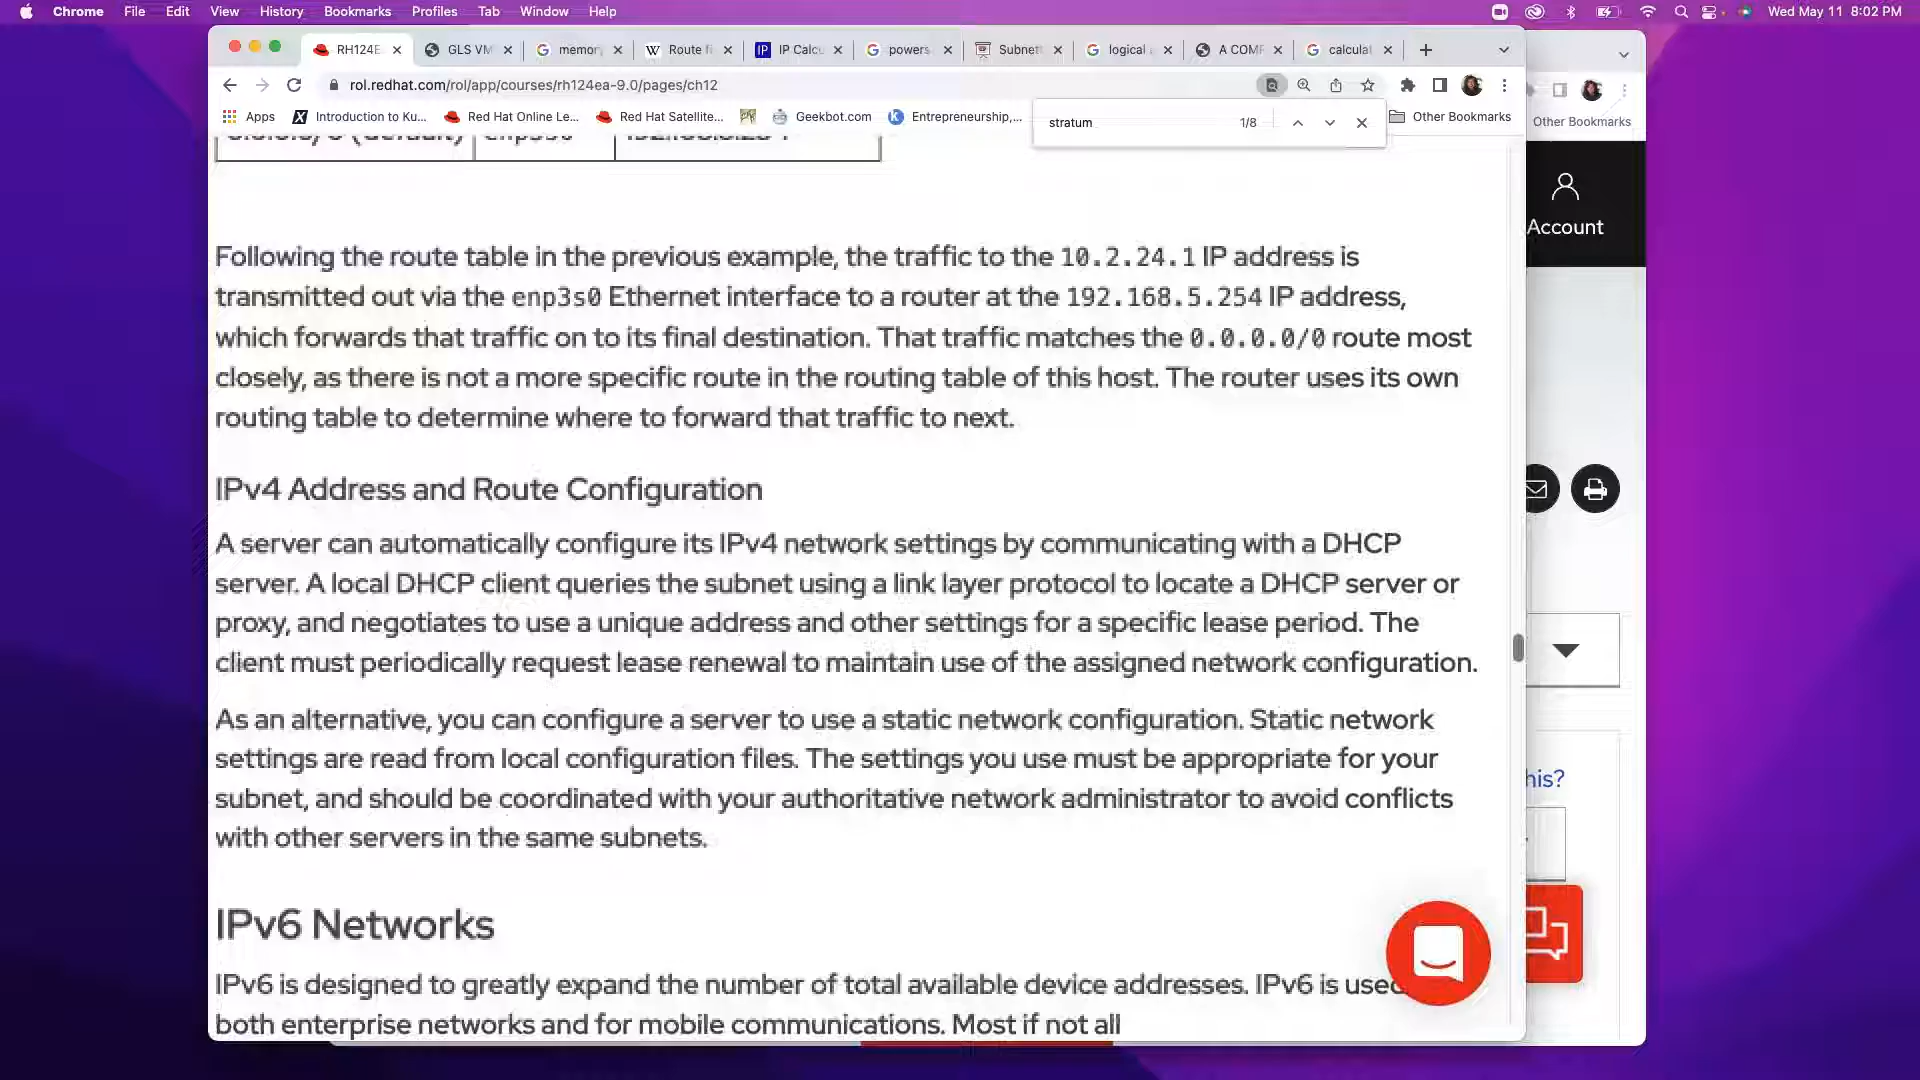 Chrome File Edit View History Bookmarks Profiles Tab Window Help Wed May 11 8:02 PM
RH124E GLS VM memor Route f IP IP Calcu powers Subnet logical A COMP calculat
rol.redhat.com/rol/app/courses/rh124ea-9.0/pages/ch12
Apps Introduction to Ku... Red Hat Online Le... Red Hat Satellite... Geekbot.com Entrepreneurship,... Other Bookmarks
Other Bookmarks
stratum 1/8
Account
Following the route table in the previous example, the traffic to the 10.2.24.1 IP address is
transmitted out via the enp3s0 Ethernet interface to a router at the 192.168.5.254 IP address,
which forwards that traffic on to its final destination. That traffic matches the 0.0.0.0/0 route most
closely, as there is not a more specific route in the routing table of this host. The router uses its own
routing table to determine where to forward that traffic to next.
IPv4 Address and Route Configuration
A server can automatically configure its IPv4 network settings by communicating with a DHCP
server. A local DHCP client queries the subnet using a link layer protocol to locate a DHCP server or
proxy, and negotiates to use a unique address and other settings for a specific lease period. The
client must periodically request lease renewal to maintain use of the assigned network configuration.
As an alternative, you can configure a server to use a static network configuration. Static network
settings are read from local configuration files. The settings you use must be appropriate for your
subnet, and should be coordinated with your authoritative network administrator to avoid conflicts
with other servers in the same subnets.
his?
IPv6 Networks
IPv6 is designed to greatly expand the number of total available device addresses. IPv6 is used
both enterprise networks and for mobile communications. Most if not all